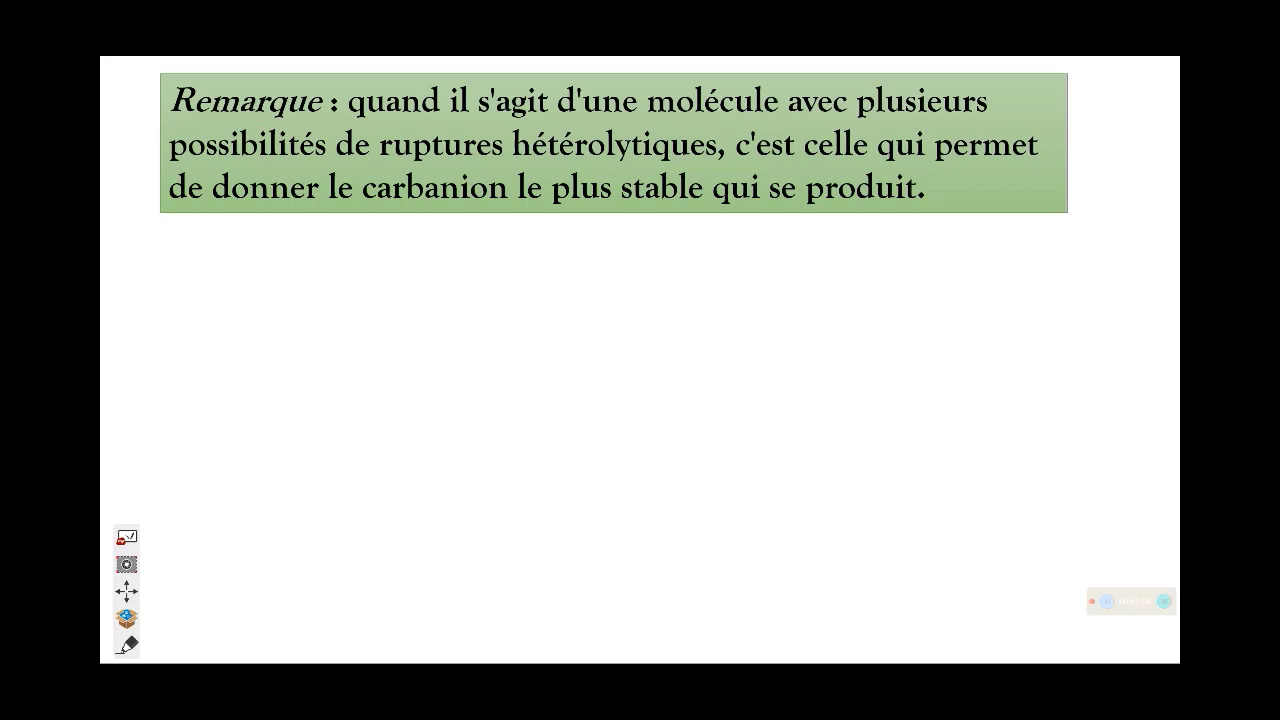 Remarque : quand il s'agit d'une molécule avec plusieurs
possibilités de ruptures hétérolytiques, c'est celle qui permet
de donner le carbanion le plus stable qui se produit.